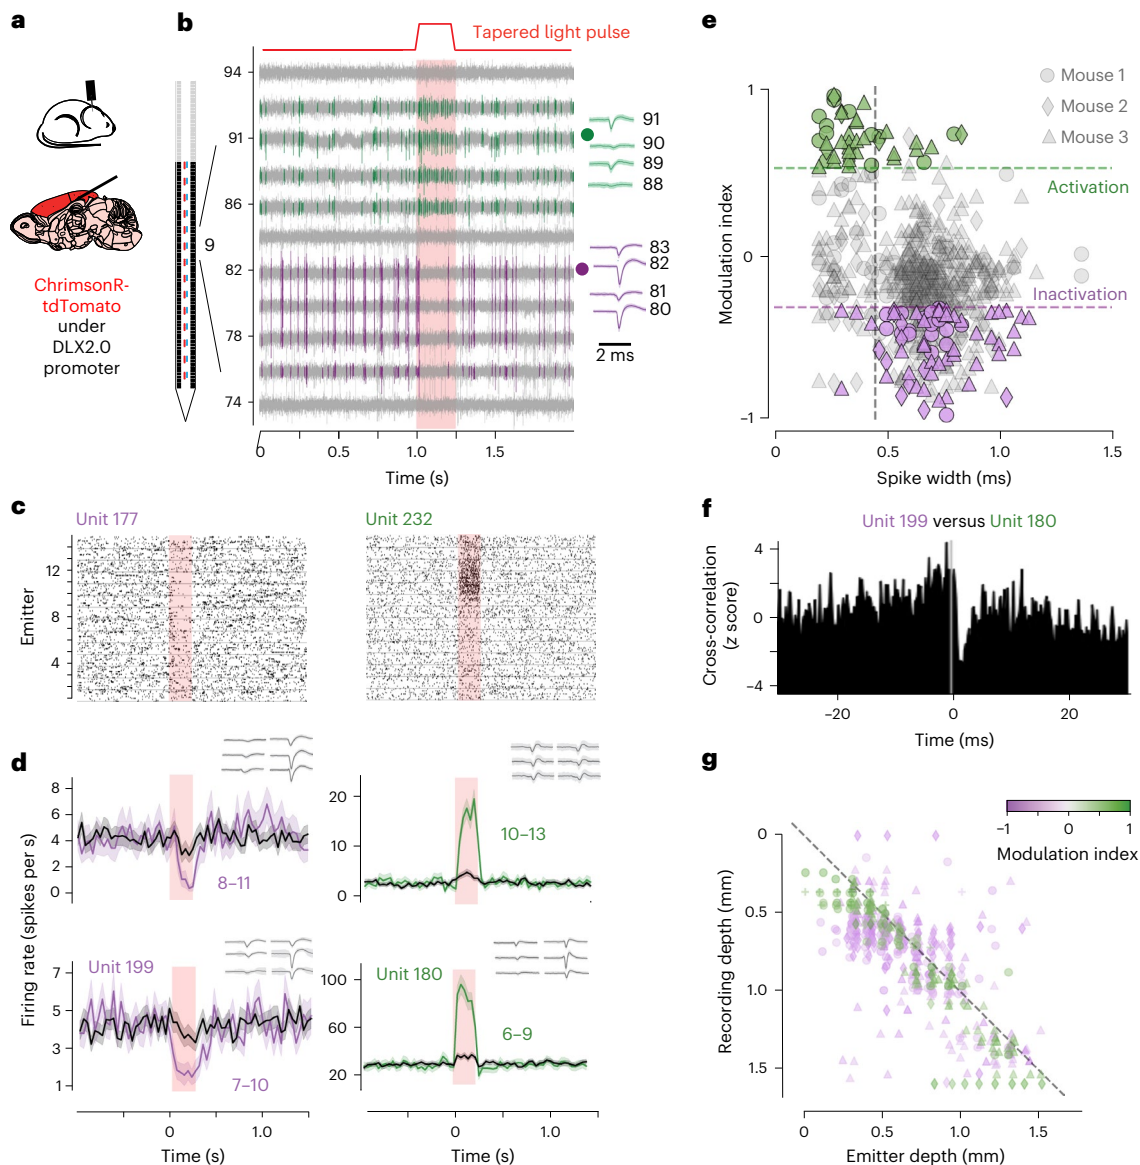 a
ChrimsonR-
tdTomato
under
DLX2.0
promoter
b
Tapered light pulse
94
91
86
82
78
74
9
91
90
89
88
83
82
81
80
2 ms
0
0.5
1.0
1.5
Time (s)
e
Mouse 1
Mouse 2
Mouse 3
1
0
–1
Modulation index
Activation
Inactivation
0
0.5
1.0
1.5
Spike width (ms)
c
Unit 177
Unit 232
12
8
4
Emitter
f
Unit 199 versus Unit 180
4
0
–4
Cross-correlation
(z score)
–20
0
20
Time (ms)
d
8
6
4
2
0
8–11
20
10
0
10–13
Firing rate (spikes per s)
Unit 199
7
5
3
1
7–10
Unit 180
100
60
20
6–9
0
1.0
Time (s)
0
1.0
Time (s)
g
–1
0
1
Modulation index
0
0.5
1.0
1.5
Recording depth (mm)
0
0.5
1.0
1.5
Emitter depth (mm)